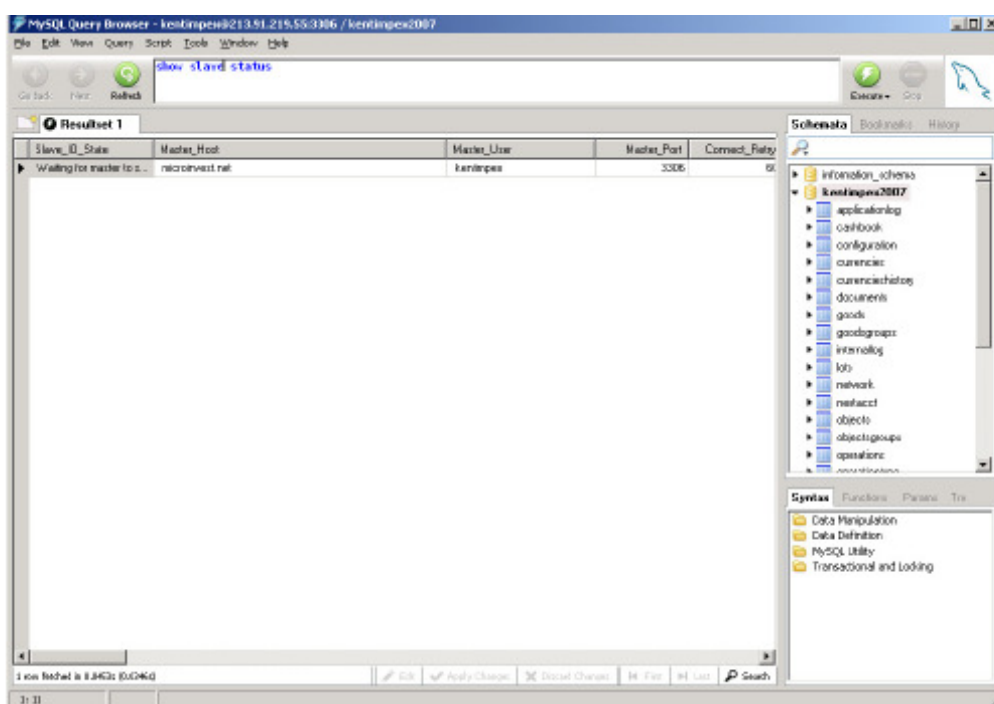 MySQL Query Browser - kentimpex@213.91.219.55:3306 / kentimpex2007
File Edit View Query Script Tools Window Help
show slave status
Go back Next Refresh
Execute Stop
Resultset 1
Slave_IO_State Master_Host Master_User Master_Port Connect_Retry
Waiting for master to s... microinvest.net kentimpex 3306 60
Schemata Bookmarks History
information_schema
kentimpex2007
applicationlog
cashbook
configuration
currencies
currencieshistory
documents
goods
goodsgroups
internallog
lots
network
nextacct
objects
objectsgroups
operations
Syntax Functions Params Trx
Data Manipulation
Data Definition
MySQL Utility
Transactional and Locking
1 row fetched in
Edit Apply Changes Discard Changes First Last Search
1: 11